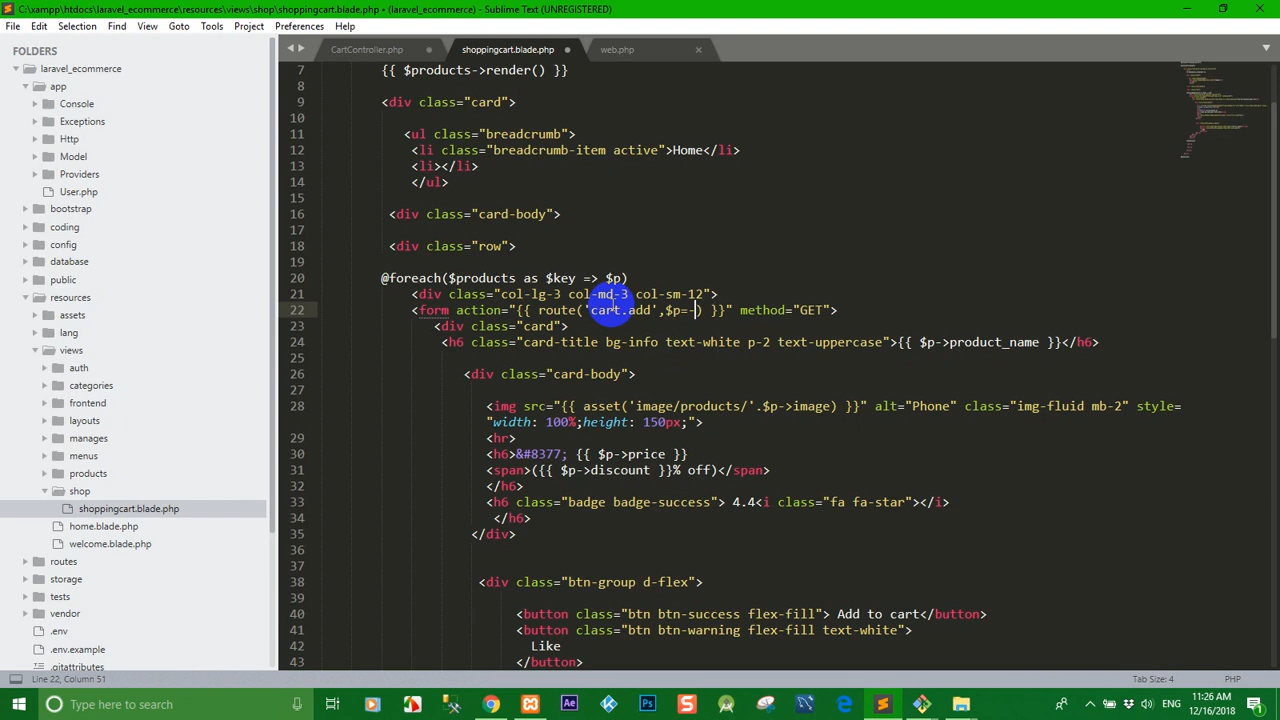 C:\xampp\htdocs\laravel_ecommerce\resources\views\shop\shoppingcart.blade.php • (laravel_ecommerce) - Sublime Text (UNREGISTERED)
File Edit Selection Find View Goto Tools Project Preferences Help
FOLDERS
laravel_ecommerce
app
Console
Exceptions
Http
Model
Providers
User.php
bootstrap
coding
config
database
public
resources
assets
lang
views
auth
categories
frontend
layouts
manages
menus
products
shop
shoppingcart.blade.php
home.blade.php
welcome.blade.php
routes
storage
tests
vendor
.env
.env.example
.gitattributes
CartController.php shoppingcart.blade.php web.php
7 {{ $products->render() }}
8
9 <div class="card">
10
11 <ul class="breadcrumb">
12 <li class="breadcrumb-item active">Home</li>
13 <li></li>
14 </ul>
15
16 <div class="card-body">
17
18 <div class="row">
19
20 @foreach($products as $key => $p)
21 <div class="col-lg-3 col-md-3 col-sm-12">
22 <form action="{{ route('cart.add',$p=-) }}" method="GET">
23 <div class="card">
24 <h6 class="card-title bg-info text-white p-2 text-uppercase">{{ $p->product_name }}</h6>
25
26 <div class="card-body">
27
28 <img src="{{ asset('image/products/'.$p->image) }}" alt="Phone" class="img-fluid mb-2" style=
"width: 100%;height: 150px;">
29 <hr>
30 <h6>&#8377; {{ $p->price }}
31 <span>({{ $p->discount }}% off)</span>
32 </h6>
33 <h6 class="badge badge-success"> 4.4<i class="fa fa-star"></i>
34 </h6>
35 </div>
36
37
38 <div class="btn-group d-flex">
39
40 <button class="btn btn-success flex-fill"> Add to cart</button>
41 <button class="btn btn-warning flex-fill text-white">
42 Like
43 </button>
Line 22, Column 51 Tab Size: 4 PHP
Type here to search
ENG
11:26 AM
12/16/2018